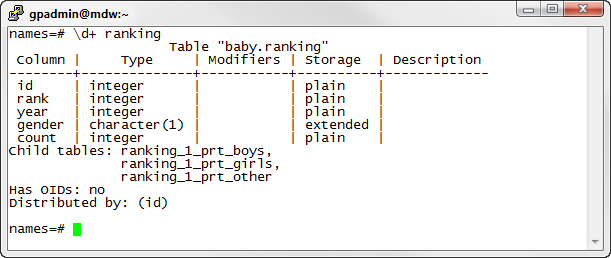 gpadmin@mdw:~
names=# \d+ ranking
                     Table "baby.ranking"
 Column |     Type     | Modifiers | Storage  | Description
--------+--------------+-----------+----------+-------------
 id     | integer      |           | plain    |
 rank   | integer      |           | plain    |
 year   | integer      |           | plain    |
 gender | character(1) |           | extended |
 count  | integer      |           | plain    |
Child tables: ranking_1_prt_boys,
              ranking_1_prt_girls,
              ranking_1_prt_other
Has OIDs: no
Distributed by: (id)
names=#